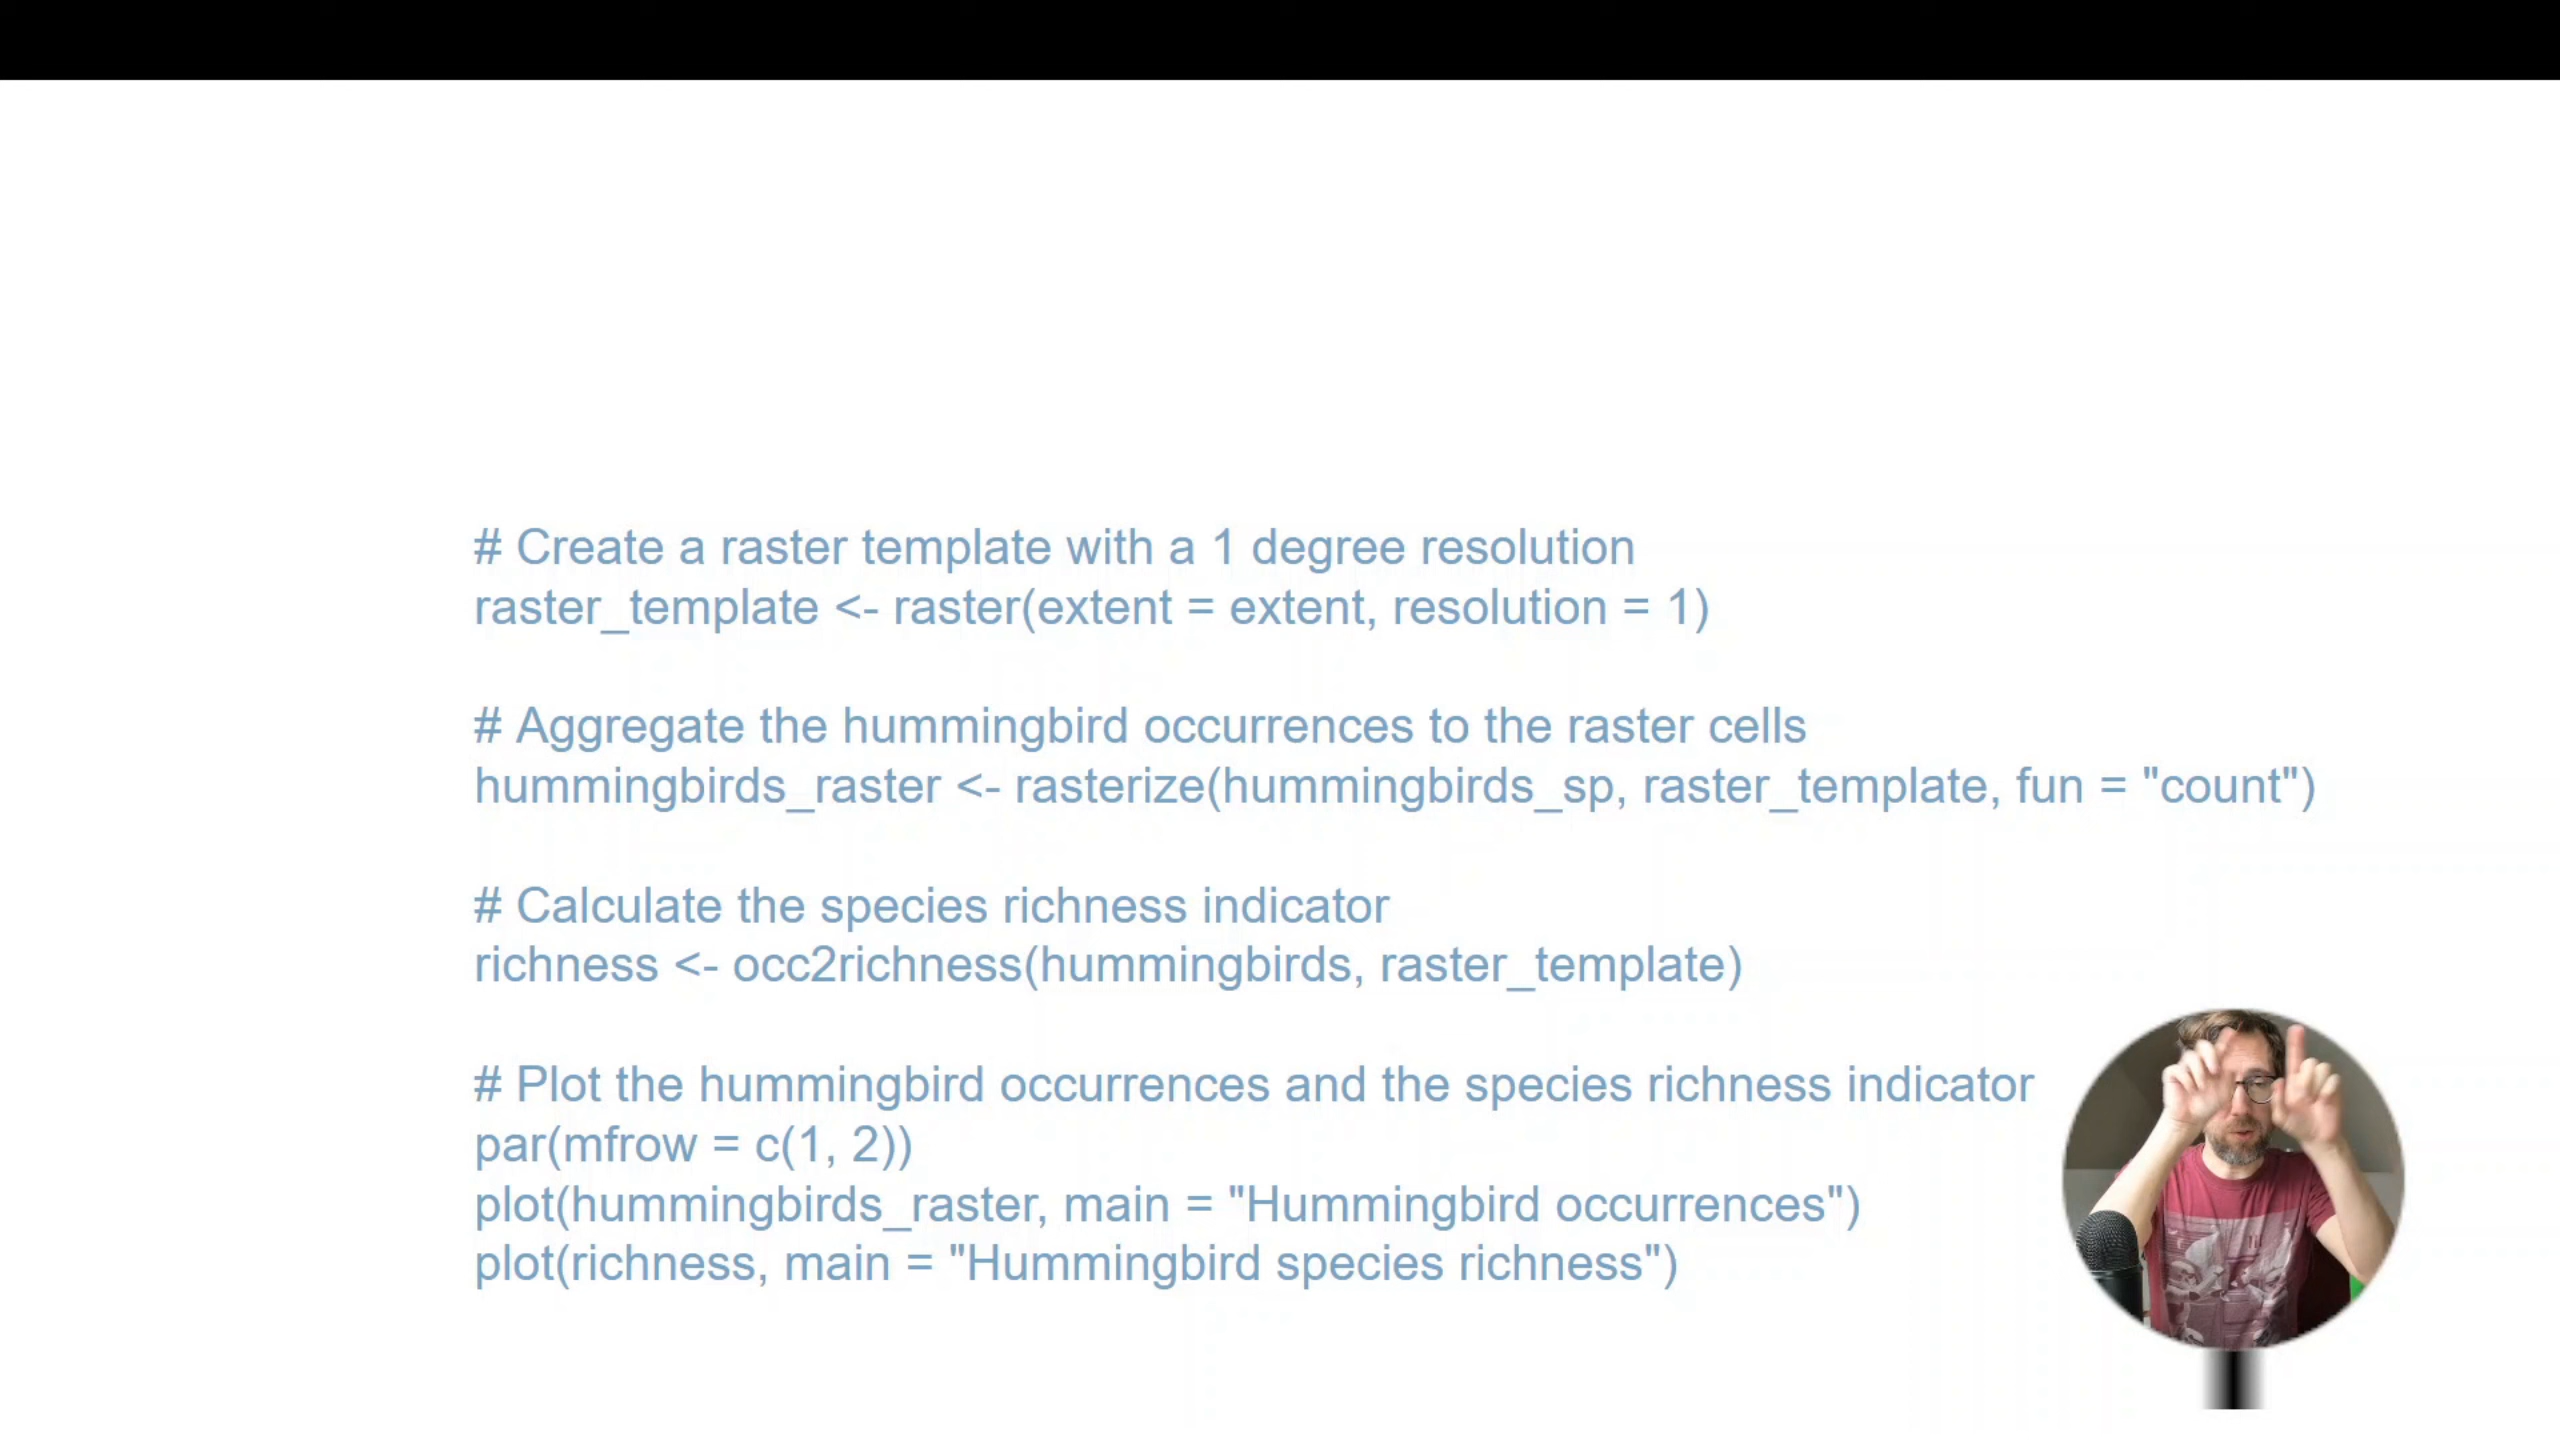 # Create a raster template with a 1 degree resolution
raster_template <- raster(extent = extent, resolution = 1)
# Aggregate the hummingbird occurrences to the raster cells
hummingbirds_raster <- rasterize(hummingbirds_sp, raster_template, fun = "count")
# Calculate the species richness indicator
richness <- occ2richness(hummingbirds, raster_template)
# Plot the hummingbird occurrences and the species richness indicator
par(mfrow = c(1, 2))
plot(hummingbirds_raster, main = "Hummingbird occurrences")
plot(richness, main = "Hummingbird species richness")